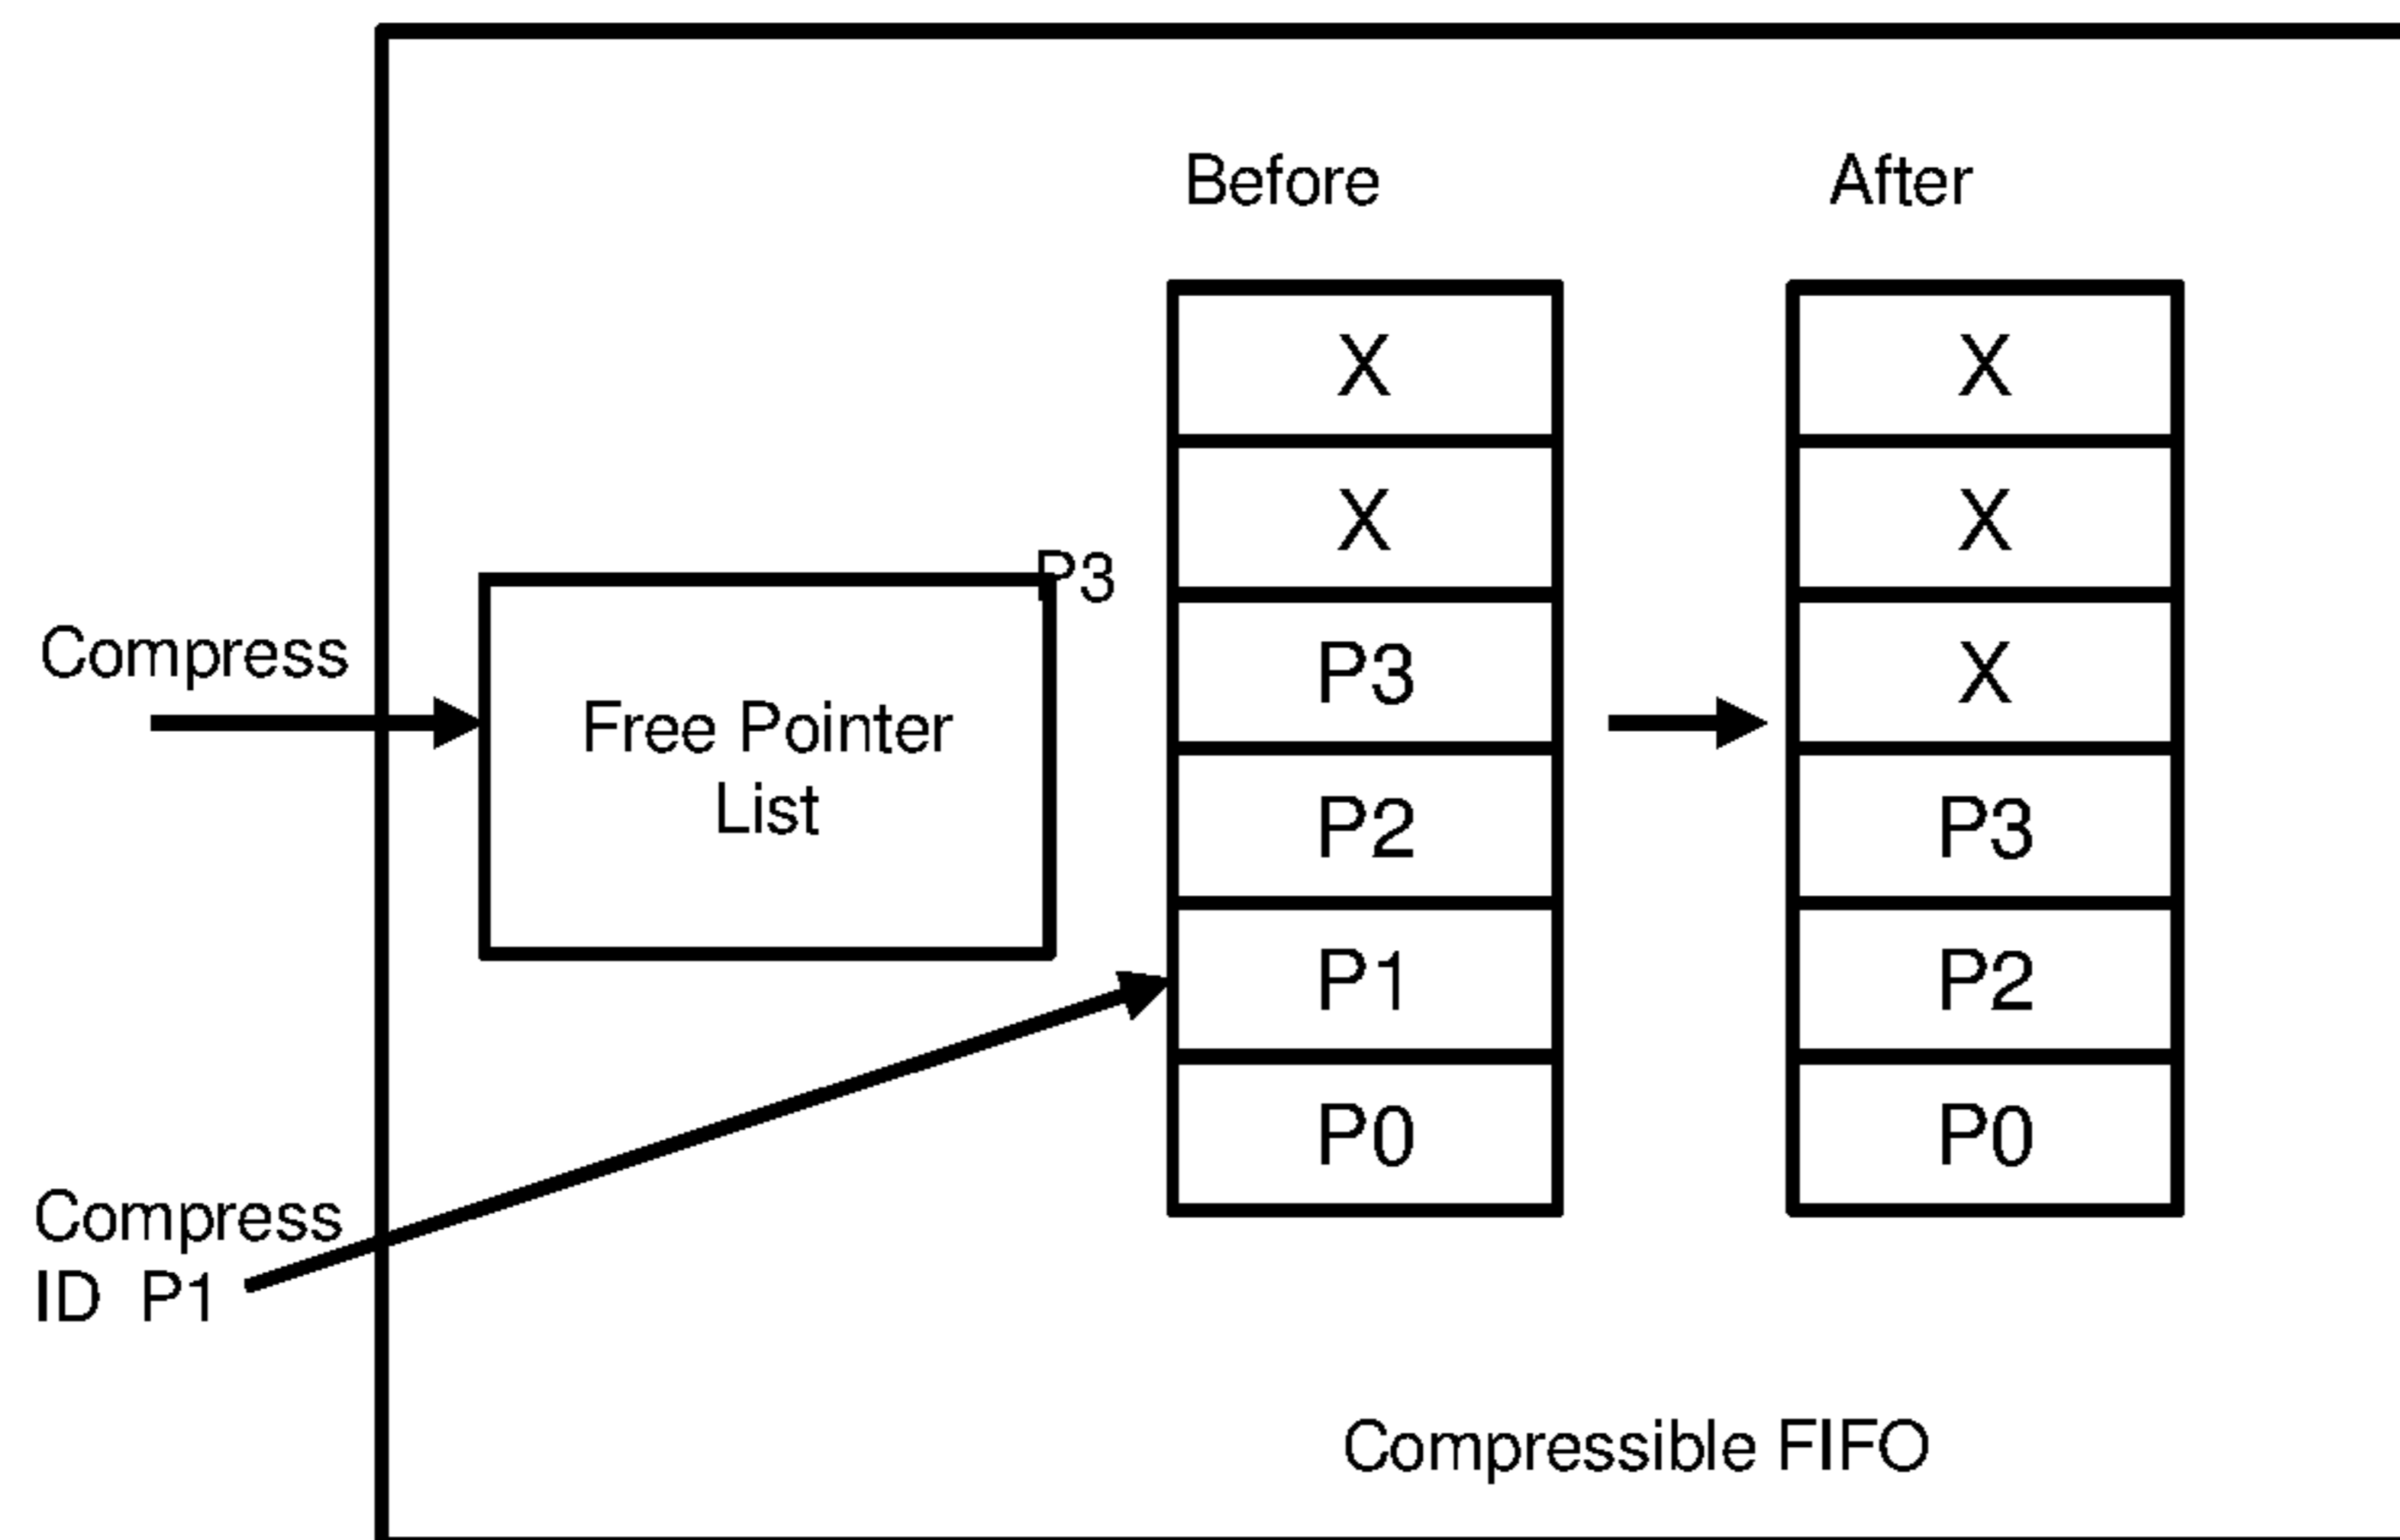 Before
After
X
X
P3
P2
P1
P0
X
X
X
P3
P2
P0
P3
Compress
Free Pointer
List
Compress
ID P1
Compressible FIFO